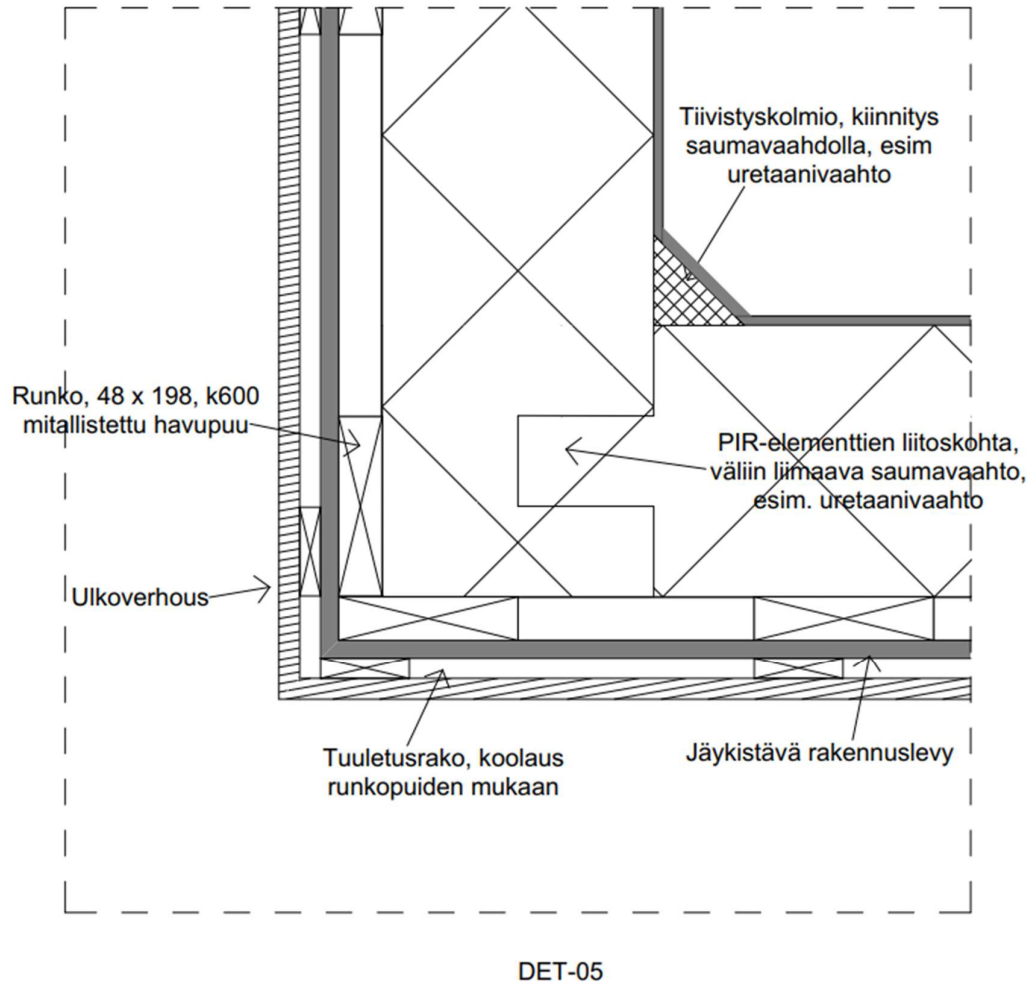 Tiivistyskolmio, kiinnitys
saumavaahdolla, esim
uretaanivaahto
Runko, 48 x 198, k600
mitallistettu havupuu
PIR-elementtien liitoskohta,
väliin liimaava saumavaahto,
esim. uretaanivaahto
Ulkoverhous
Tuuletusrako, koolaus
runkopuiden mukaan
Jäykistävä rakennuslevy
DET-05